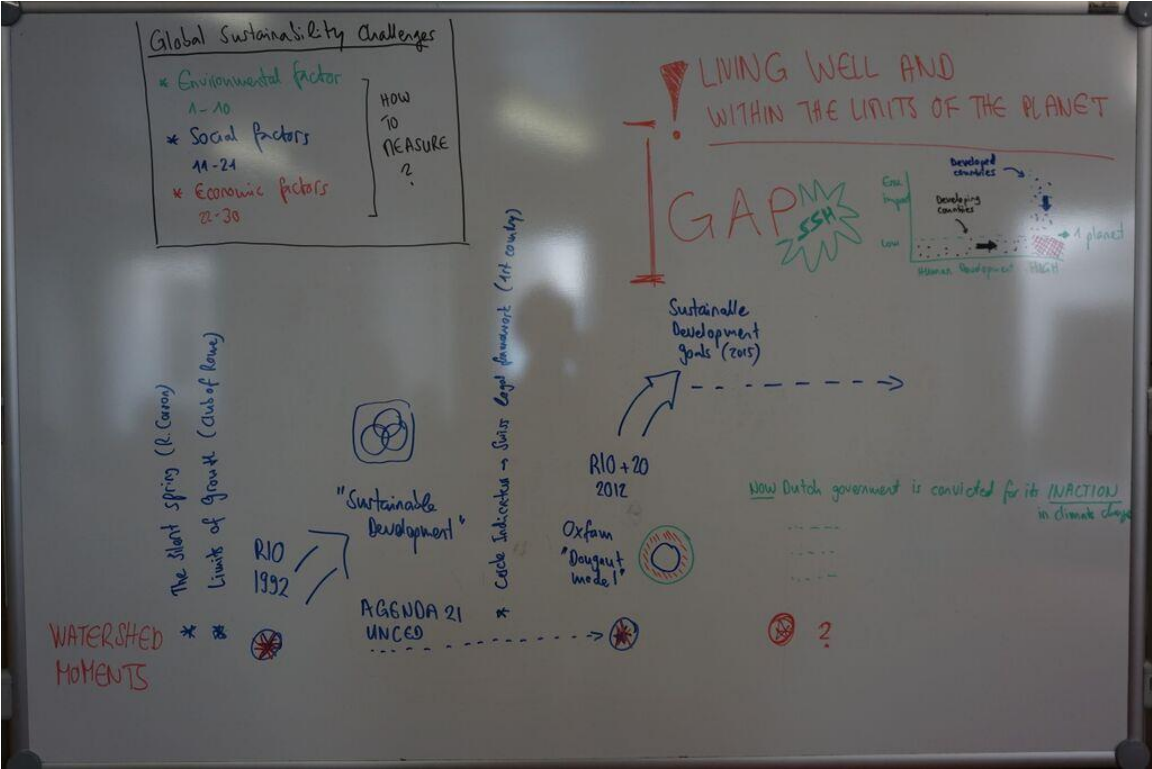 Global Sustainability Challenges
* Environmental factor
1-10
* Social factors
11-21
* Economic factors
22-30
HOW
TO
MEASURE
?
! LIVING WELL AND
WITHIN THE LIMITS OF THE PLANET
GAP
SSH
Developed
countries
Developing
countries
Low
1 planet
Human Development HIGH
WATERSHED
MOMENTS
* The Silent Spring (R. Carson)
* Limits of Growth (Club of Rome)
RIO
1992
"Sustainable
Development"
AGENDA 21
UNCED
* Indicators → Swiss legal framework (1st country)
RIO + 20
2012
Oxfam
"Dougnut
model"
Sustainable
Development
goals (2015)
NOW Dutch government is convicted for its INACTION
in climate change
?